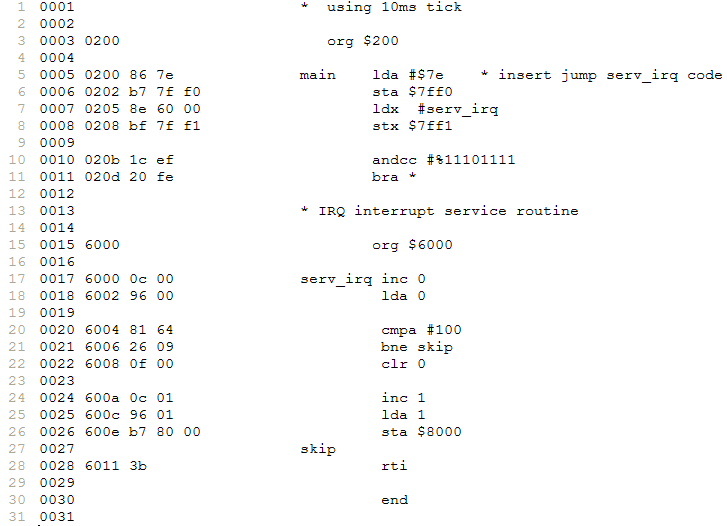 1 0001 * using 10ms tick
2 0002
3 0003 0200 org $200
4 0004
5 0005 0200 86 7e main lda #$7e * insert jump serv_irq code
6 0006 0202 b7 7f f0 sta $7ff0
7 0007 0205 8e 60 00 ldx #serv_irq
8 0008 0208 bf 7f f1 stx $7ff1
9 0009
10 0010 020b 1c ef andcc #%11101111
11 0011 020d 20 fe bra *
12 0012
13 0013 * IRQ interrupt service routine
14 0014
15 0015 6000 org $6000
16 0016
17 0017 6000 0c 00 serv_irq inc 0
18 0018 6002 96 00 lda 0
19 0019
20 0020 6004 81 64 cmpa #100
21 0021 6006 26 09 bne skip
22 0022 6008 0f 00 clr 0
23 0023
24 0024 600a 0c 01 inc 1
25 0025 600c 96 01 lda 1
26 0026 600e b7 80 00 sta $8000
27 0027 skip
28 0028 6011 3b rti
29 0029
30 0030 end
31 0031